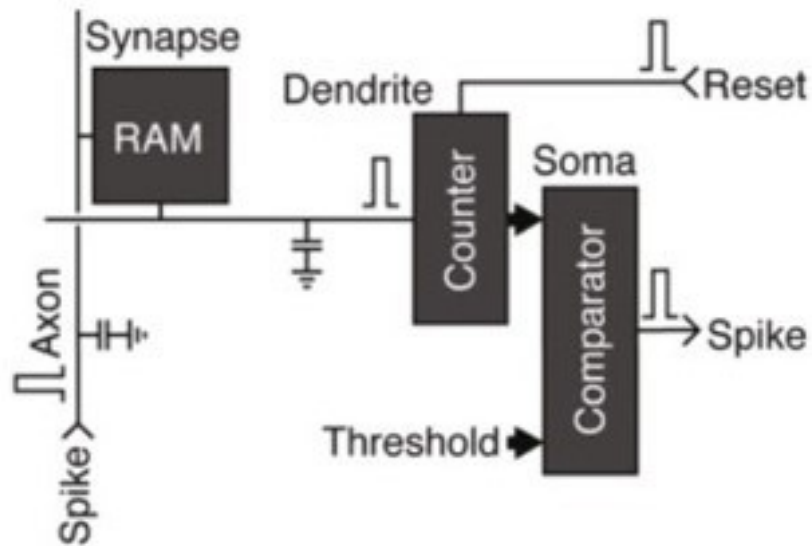 Synapse
RAM
Dendrite
Reset
Counter
Soma
Comparator
Spike
Threshold
Axon
Spike